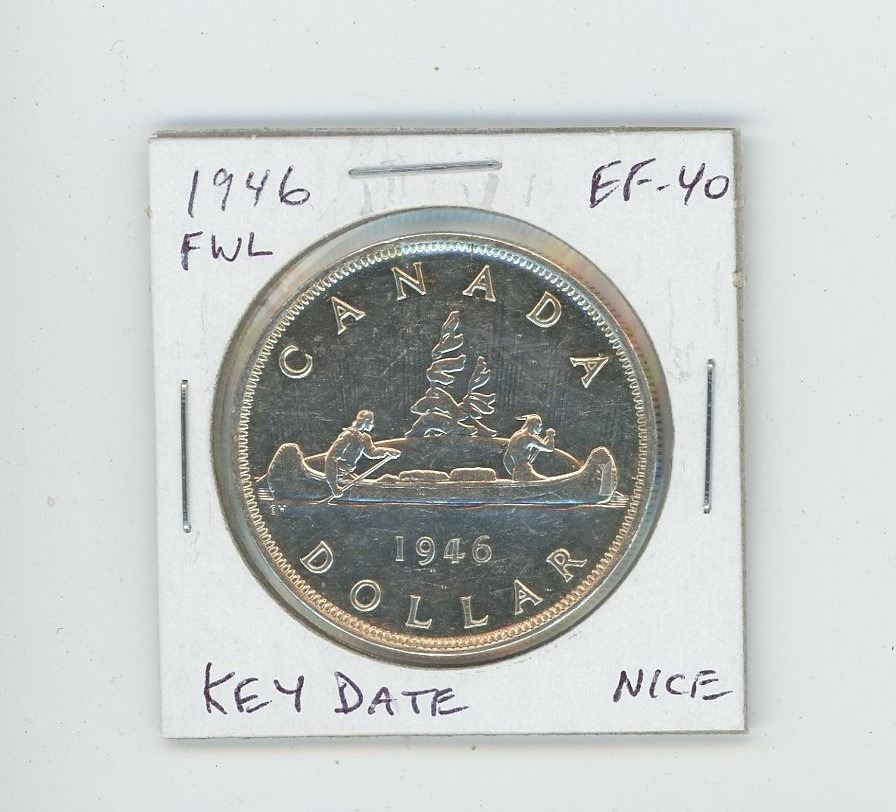 1946 EF-40
FWL
CANADA
1946
DOLLAR
KEY DATE NICE